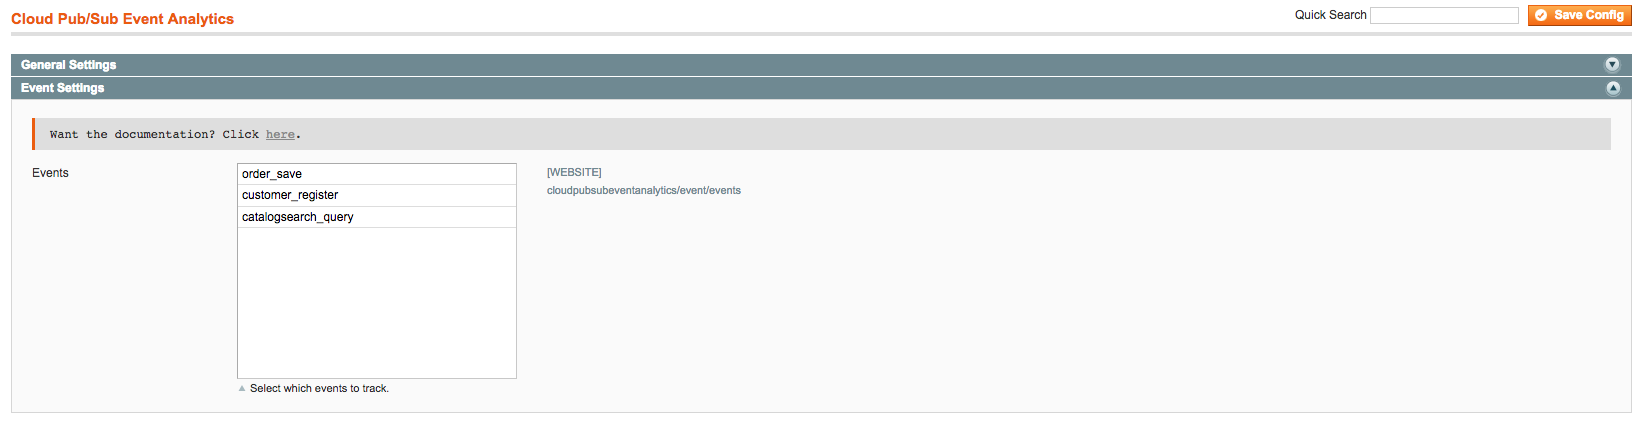 Cloud Pub/Sub Event Analytics
Quick Search
Save Config
General Settings
Event Settings
Want the documentation? Click here.
Events
order_save
customer_register
catalogsearch_query
[WEBSITE]
cloudpubsubeventanalytics/event/events
Select which events to track.